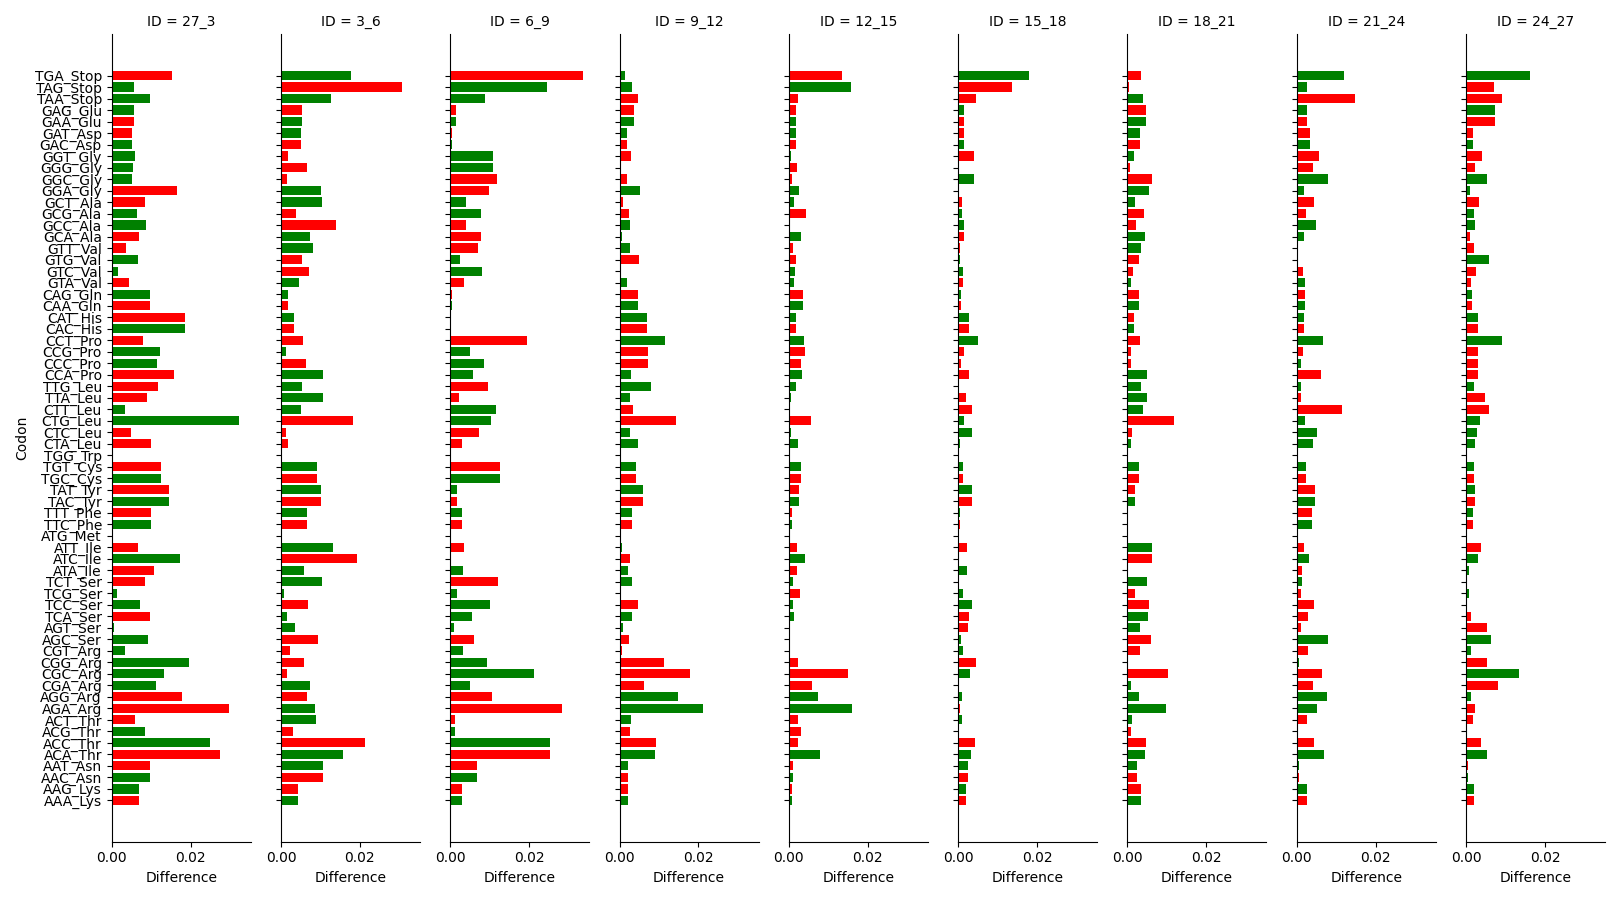 ID = 27_3 ID = 3_6 ID = 6_9 ID = 9_12 ID = 12_15 ID = 15_18 ID = 18_21 ID = 21_24 ID = 24_27
Codon
TGA_Stop
TAG_Stop
TAA_Stop
GAG_Glu
GAA_Glu
GAT_Asp
GAC_Asp
GGT_Gly
GGG_Gly
GGC_Gly
GGA_Gly
GCT_Ala
GCG_Ala
GCC_Ala
GCA_Ala
GTT_Val
GTG_Val
GTC_Val
GTA_Val
CAG_Gln
CAA_Gln
CAT_His
CAC_His
CCT_Pro
CCG_Pro
CCC_Pro
CCA_Pro
TTG_Leu
TTA_Leu
CTT_Leu
CTG_Leu
CTC_Leu
CTA_Leu
TGG_Trp
TGT_Cys
TGC_Cys
TAT_Tyr
TAC_Tyr
TTT_Phe
TTC_Phe
ATG_Met
ATT_Ile
ATC_Ile
ATA_Ile
TCT_Ser
TCG_Ser
TCC_Ser
TCA_Ser
AGT_Ser
AGC_Ser
CGT_Arg
CGG_Arg
CGC_Arg
CGA_Arg
AGG_Arg
AGA_Arg
ACT_Thr
ACG_Thr
ACC_Thr
ACA_Thr
AAT_Asn
AAC_Asn
AAG_Lys
AAA_Lys
0.00 0.02 0.00 0.02 0.00 0.02 0.00 0.02 0.00 0.02 0.00 0.02 0.00 0.02 0.00 0.02 0.00 0.02
Difference Difference Difference Difference Difference Difference Difference Difference Difference